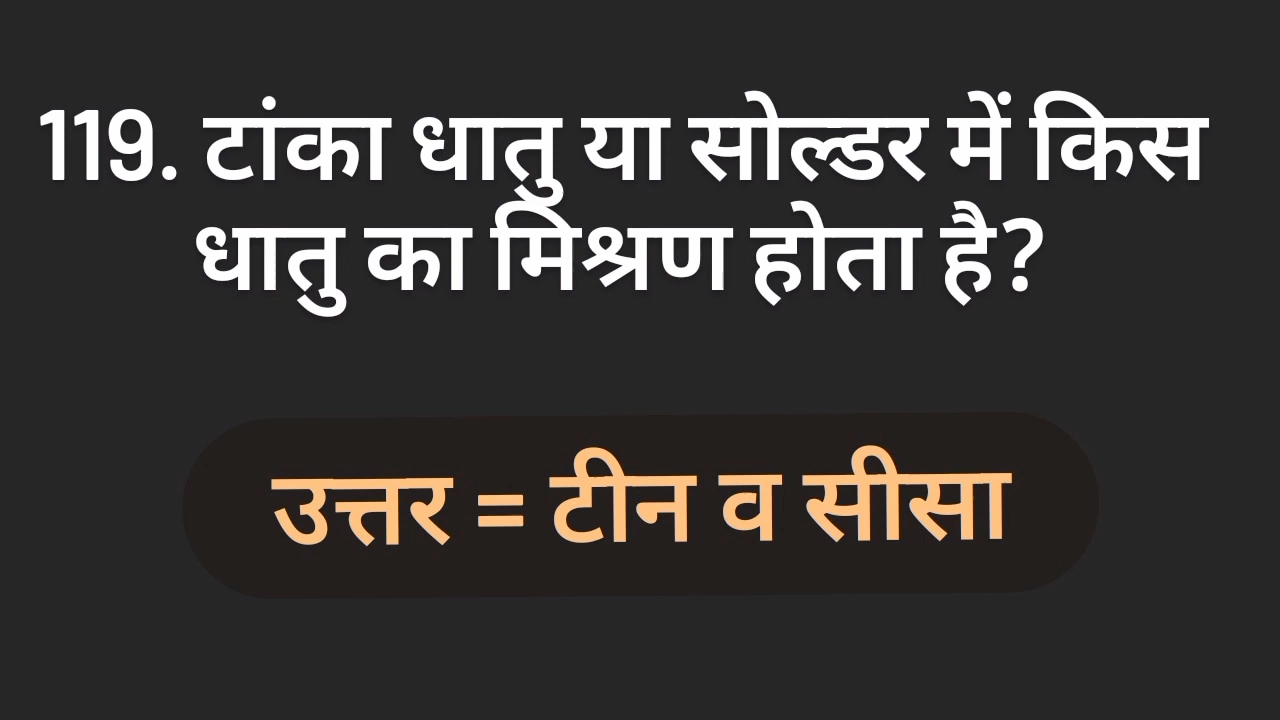 119. टांका धातु या सोल्डर में किस
धातु का मिश्रण होता है?
उत्तर = टीन व सीसा